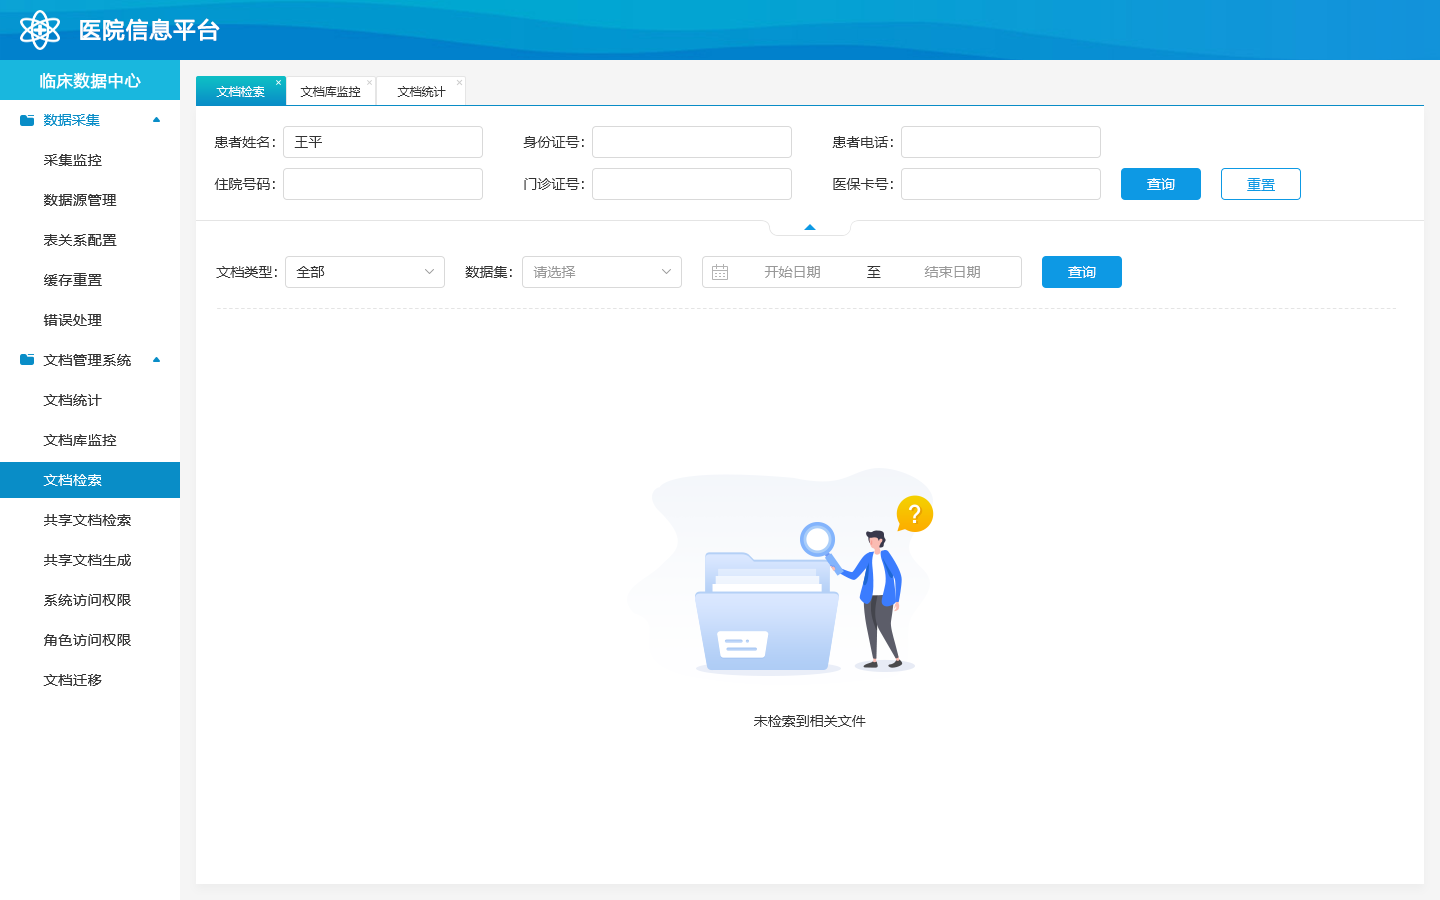 医院信息平台
临床数据中心
数据采集
采集监控
数据源管理
表关系配置
缓存重置
错误处理
文档管理系统
文档统计
文档库监控
文档检索
共享文档检索
共享文档生成
系统访问权限
角色访问权限
文档迁移
文档检索 × 文档库监控 × 文档统计 ×
患者姓名： 王平 身份证号： 患者电话：
住院号码： 门诊证号： 医保卡号： 查询 重置
文档类型： 全部 数据集： 请选择 开始日期 至 结束日期 查询
?
未检索到相关文件